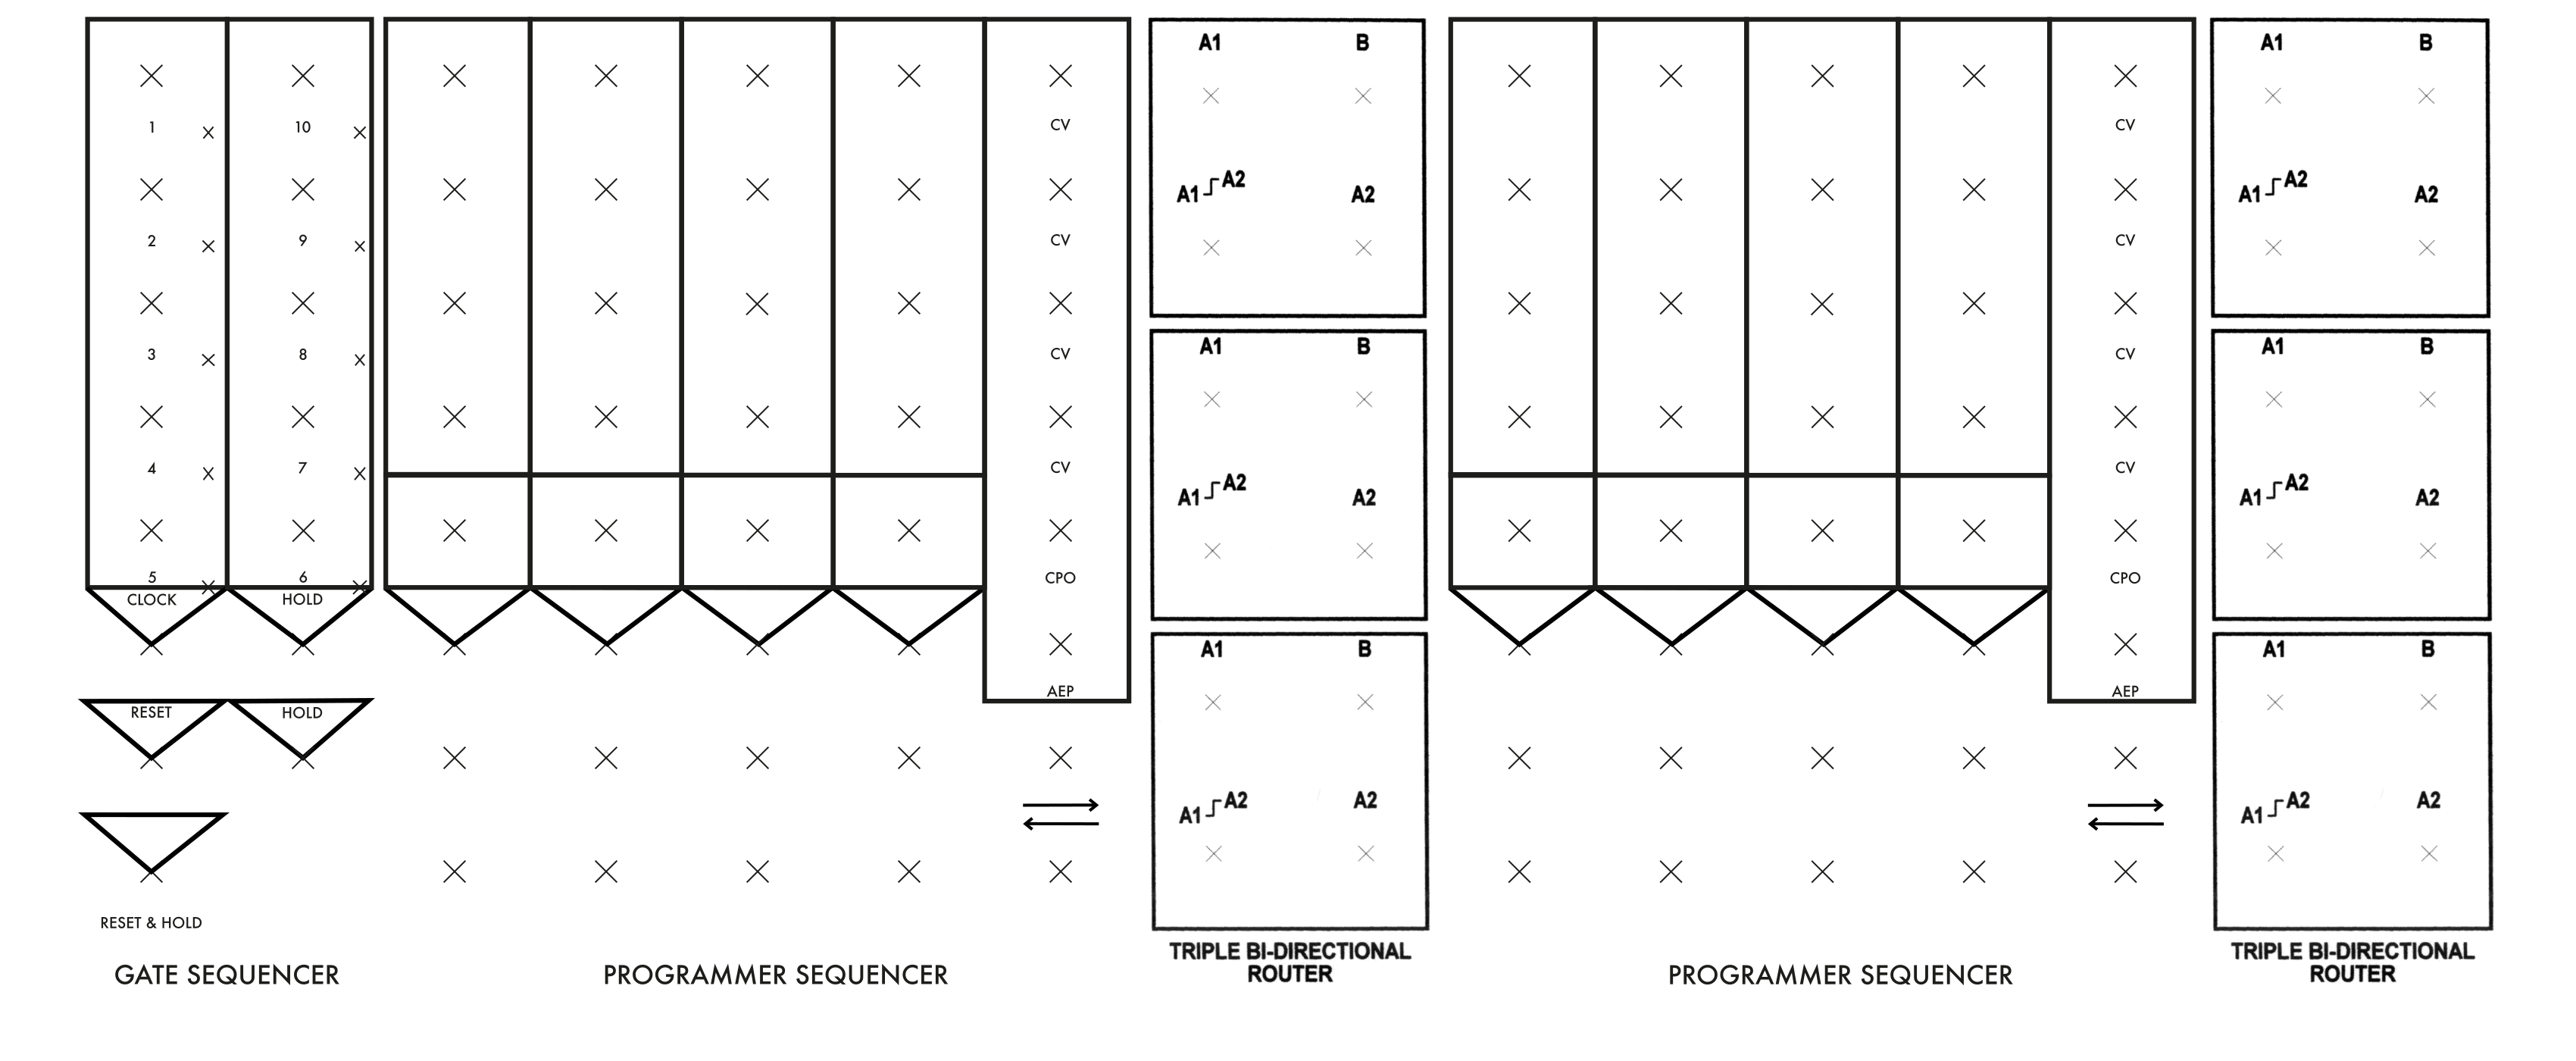 1
10
2
9
3
8
4
7
5
6
CLOCK
HOLD
RESET
HOLD
RESET & HOLD
GATE SEQUENCER
CV
CV
CV
CV
CPO
AEP
PROGRAMMER SEQUENCER
A1 B
A1 A2 A2
A1 B
A1 A2 A2
A1 B
A1 A2 A2
TRIPLE BI-DIRECTIONAL
ROUTER
CV
CV
CV
CV
CPO
AEP
PROGRAMMER SEQUENCER
A1 B
A1 A2 A2
A1 B
A1 A2 A2
A1 B
A1 A2 A2
TRIPLE BI-DIRECTIONAL
ROUTER